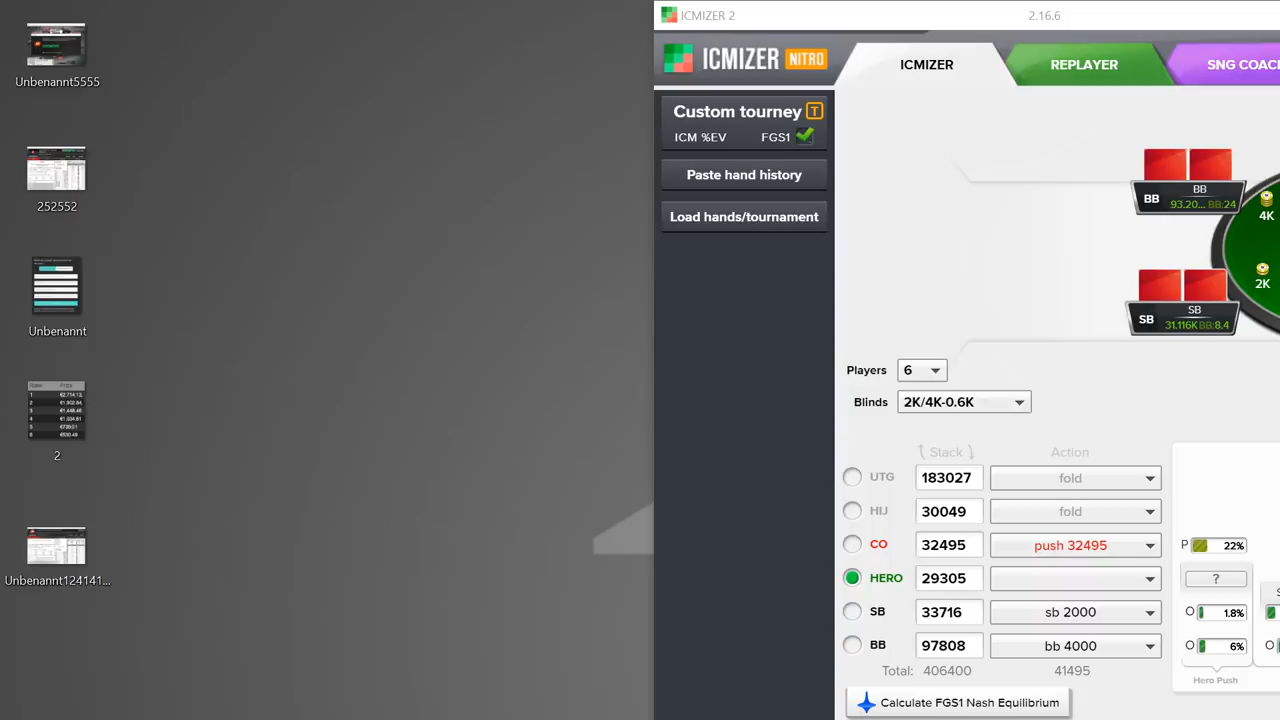 Unbenannt5555
252552
Unbenannt
2
Unbenannt124141...
ICMIZER 2
2.16.6
ICMIZER NITRO
ICMIZER
REPLAYER
SNG COAC
Custom tourney T
ICM %EV FGS1
Paste hand history
Load hands/tournament
BB
BB
93.20... BB:24
4K
2K
SB
SB
31.116K BB:8.4
Players 6
Blinds 2K/4K-0.6K
Stack Action
UTG 183027 fold
HIJ 30049 fold
CO 32495 push 32495
HERO 29305
SB 33716 sb 2000
BB 97808 bb 4000
Total: 406400 41495
P 22%
?
O 1.8%
O 6%
O
Hero Push
Calculate FGS1 Nash Equilibrium